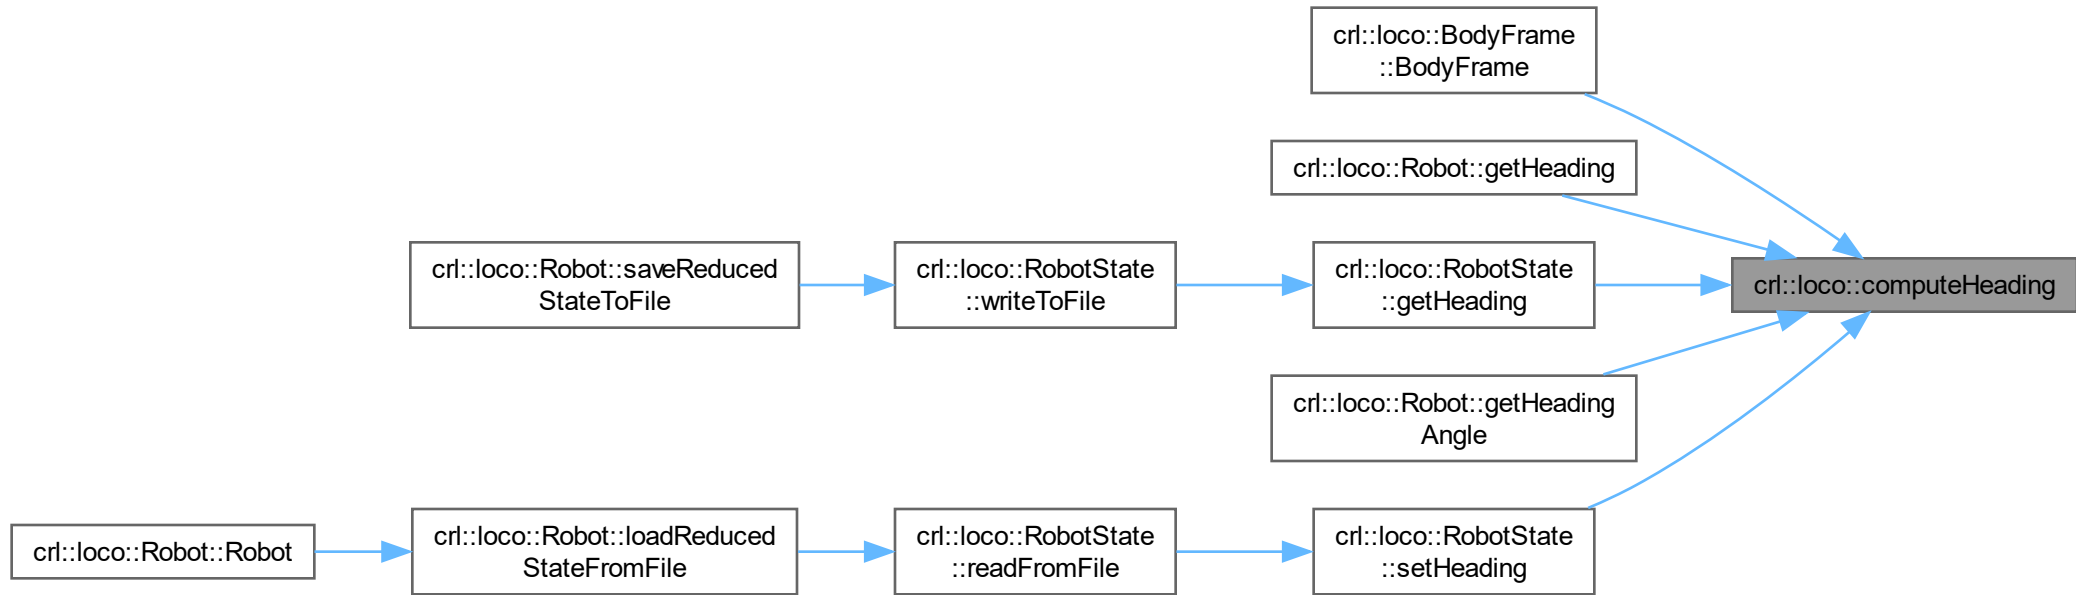 crl::loco::BodyFrame
::BodyFrame
crl::loco::Robot::getHeading
crl::loco::Robot::saveReduced
StateToFile
crl::loco::RobotState
::writeToFile
crl::loco::RobotState
::getHeading
crl::loco::computeHeading
crl::loco::Robot::getHeading
Angle
crl::loco::Robot::Robot
crl::loco::Robot::loadReduced
StateFromFile
crl::loco::RobotState
::readFromFile
crl::loco::RobotState
::setHeading